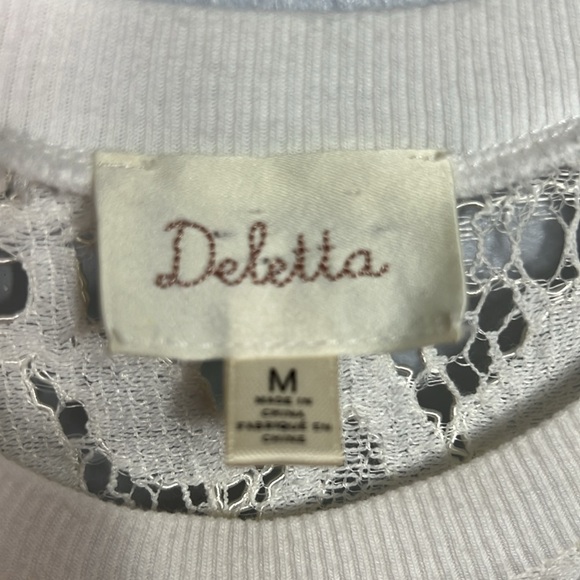 Deletta
M
MADE IN
CHINA
FABRIQUÉ EN
CHINE